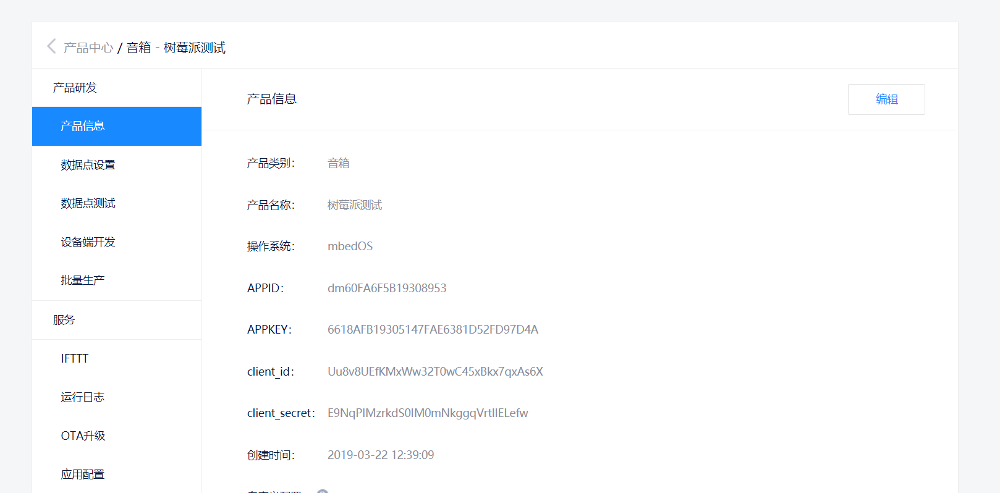 产品中心 / 音箱 - 树莓派测试
产品研发
产品信息
数据点设置
数据点测试
设备端开发
批量生产
服务
IFTTT
运行日志
OTA升级
应用配置
产品信息
编辑
产品类别： 音箱
产品名称： 树莓派测试
操作系统： mbedOS
APPID： dm60FA6F5B19308953
APPKEY： 6618AFB19305147FAE6381D52FD97D4A
client_id： Uu8v8UEfKMxWw32T0wC45xBkx7qxAs6X
client_secret：
创建时间： 2019-03-22 12:39:09